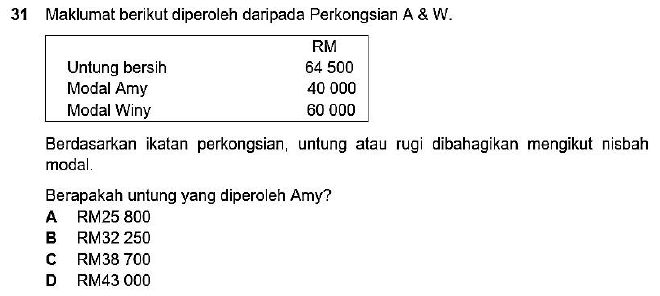 31 Maklumat berikut diperoleh daripada Perkongsian A & W.
RM
Untung bersih 64 500
Modal Amy 40 000
Modal Winy 60 000
Berdasarkan ikatan perkongsian, untung atau rugi dibahagikan mengikut nisbah
modal.
Berapakah untung yang diperoleh Amy?
A RM25 800
B RM32 250
C RM38 700
D RM43 000